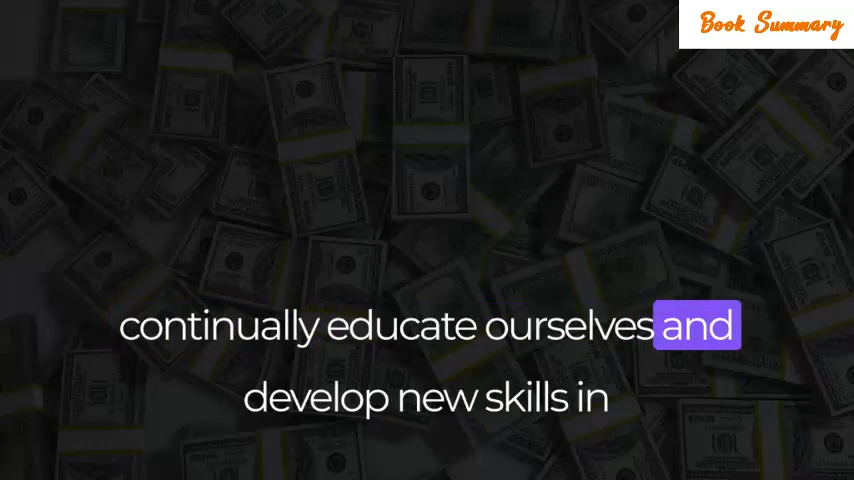 Book Summary
continually educate ourselves and
develop new skills in